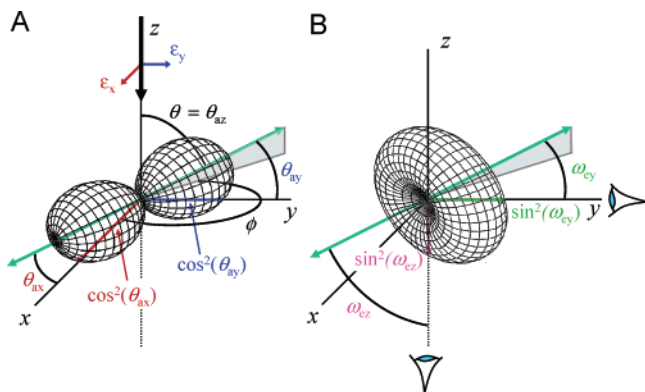 A
z
εy
εx
θ = θaz
θay
y
ϕ
cos²(θay)
cos²(θax)
θax
x
B
z
ωey
y
sin²(ωey)
sin²(ωez)
x
ωez